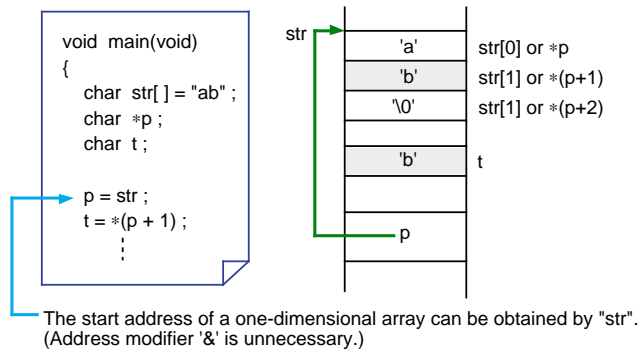 void main(void)
{
char str[ ] = "ab" ;
char *p ;
char t ;
p = str ;
t = *(p + 1) ;
str
'a'
str[0] or *p
'b'
str[1] or *(p+1)
'\0'
str[1] or *(p+2)
'b'
t
p
The start address of a one-dimensional array can be obtained by "str".
(Address modifier '&' is unnecessary.)